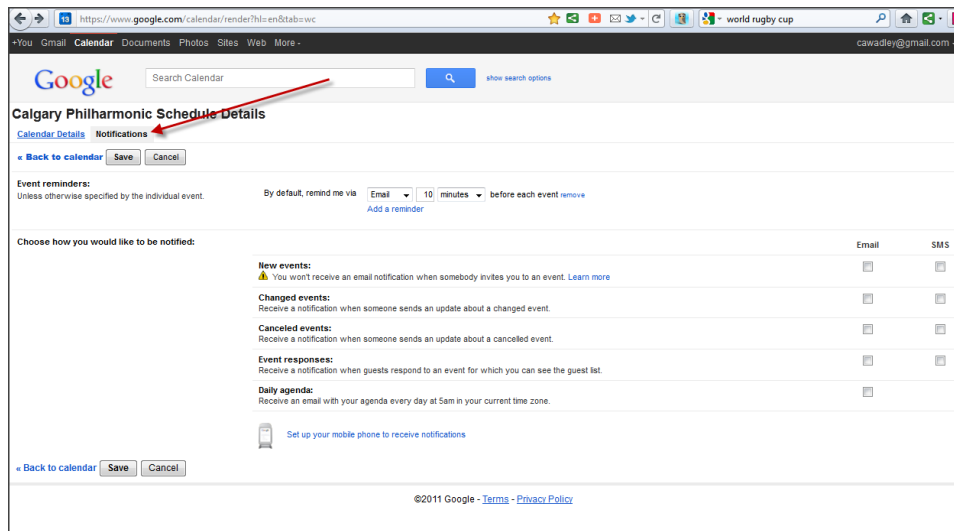 13 https://www.google.com/calendar/render?hl=en&tab=wc world rugby cup
+You Gmail Calendar Documents Photos Sites Web More - cawadley@gmail.com -
Google Search Calendar show search options
Calgary Philharmonic Schedule Details
Calendar Details Notifications
« Back to calendar Save Cancel
Event reminders: By default, remind me via Email 10 minutes before each event remove
Unless otherwise specified by the individual event.
Add a reminder
Choose how you would like to be notified: Email SMS
New events:
You won't receive an email notification when somebody invites you to an event. Learn more
Changed events:
Receive a notification when someone sends an update about a changed event.
Canceled events:
Receive a notification when someone sends an update about a cancelled event.
Event responses:
Receive a notification when guests respond to an event for which you can see the guest list.
Daily agenda:
Receive an email with your agenda every day at 5am in your current time zone.
Set up your mobile phone to receive notifications
« Back to calendar Save Cancel
©2011 Google - Terms - Privacy Policy